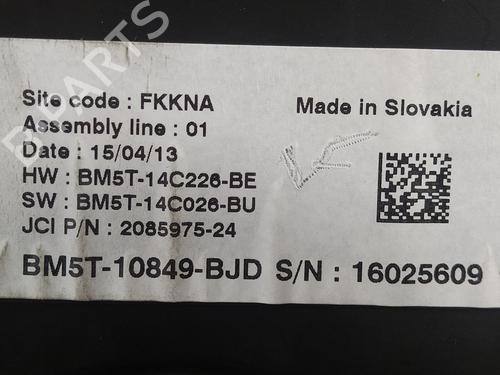 B-PARTS
Site code : FKKNA
Made in Slovakia
Assembly line : 01
Date : 15/04/13
HW : BM5T-14C226-BE
SW : BM5T-14C026-BU
JCI P/N : 2085975-24
BM5T-10849-BJD S/N : 16025609